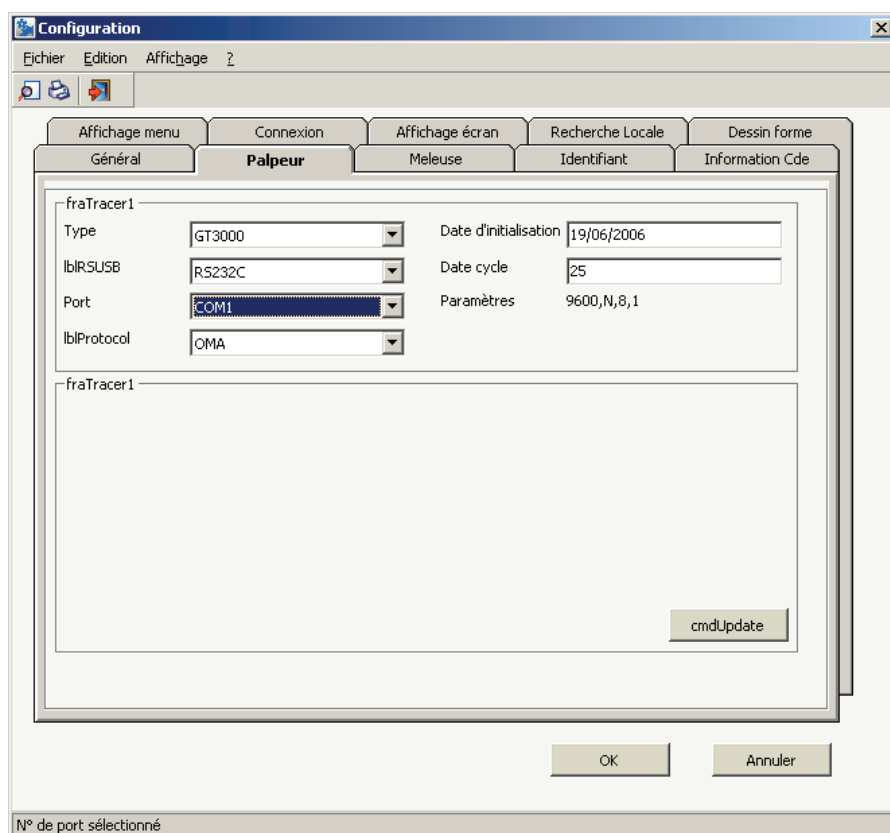 Configuration
Fichier Edition Affichage ?
Affichage menu Connexion Affichage écran Recherche Locale Dessin forme
Général Palpeur Meleuse Identifiant Information Cde
fraTracer1
Type GT3000 Date d'initialisation 19/06/2006
lblRSUSB RS232C Date cycle 25
Port COM1 Paramètres 9600,N,8,1
lblProtocol OMA
fraTracer1
cmdUpdate
OK Annuler
N° de port sélectionné